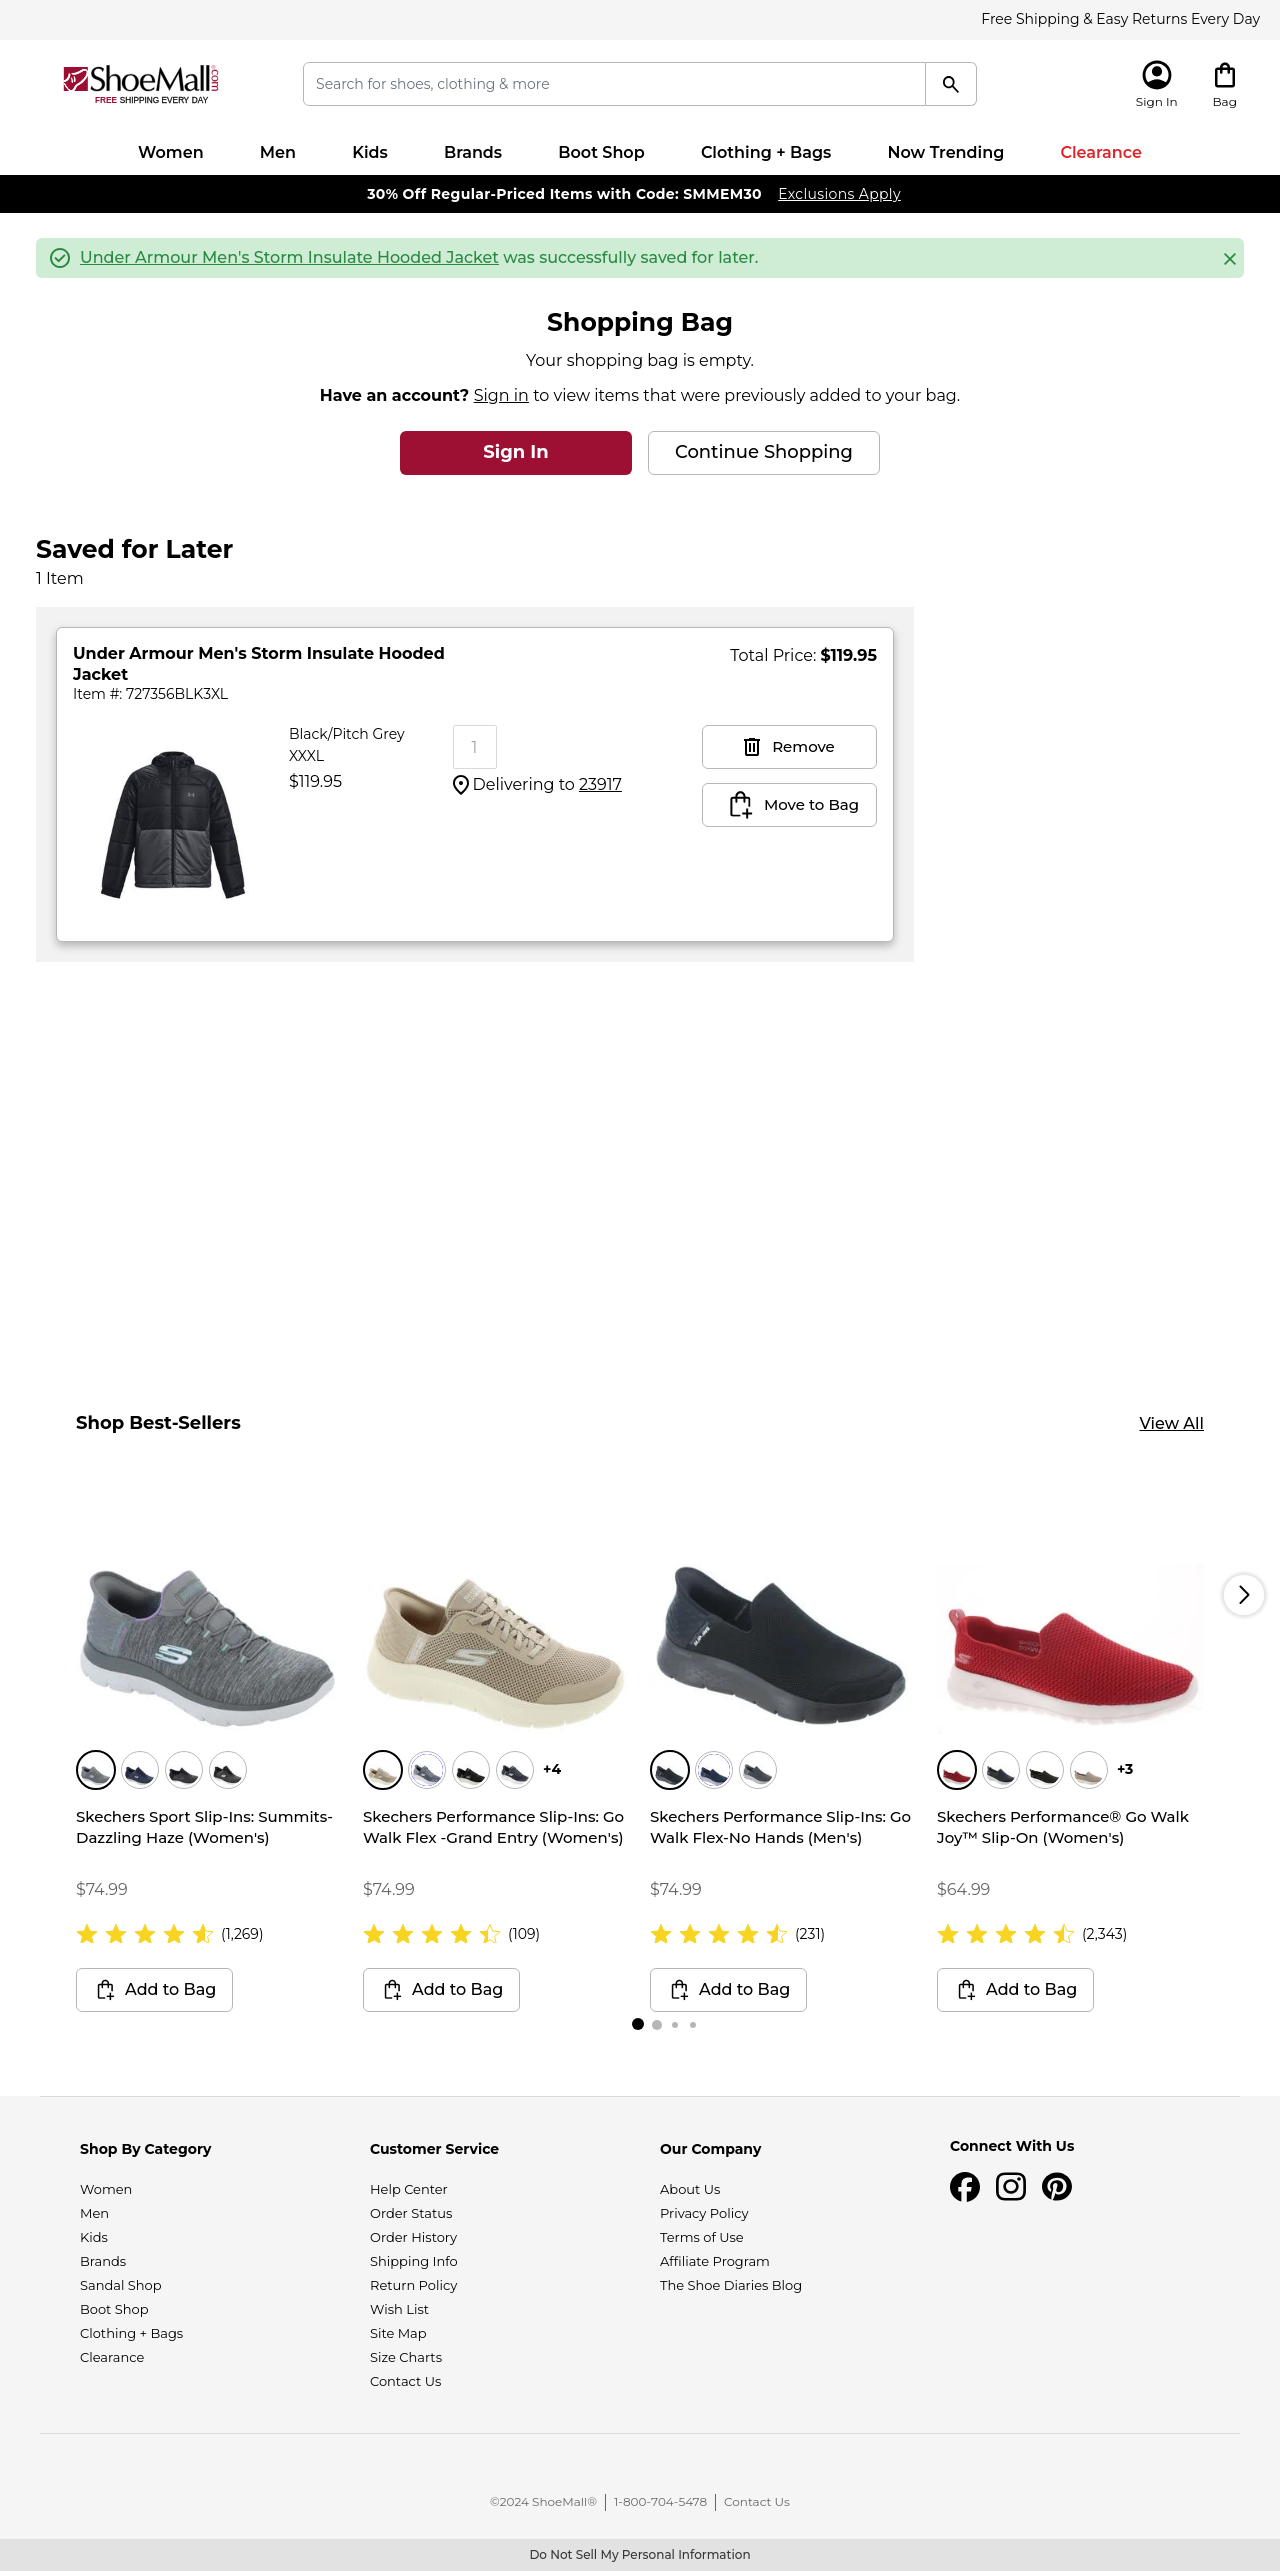 Free Shipping & Easy Returns Every Day
ShoeMall.com
FREE SHIPPING EVERY DAY
Search for shoes, clothing & more
Sign In
Bag
Women Men Kids Brands Boot Shop Clothing + Bags Now Trending Clearance
30% Off Regular-Priced Items with Code: SMMEM30 Exclusions Apply
Under Armour Men's Storm Insulate Hooded Jacket was successfully saved for later.
Shopping Bag
Your shopping bag is empty.
Have an account? Sign in to view items that were previously added to your bag.
Sign In
Continue Shopping
Saved for Later
1 Item
Under Armour Men's Storm Insulate Hooded
Jacket
Item #: 727356BLK3XL
Total Price: $119.95
Black/Pitch Grey
XXXL
$119.95
1
Delivering to 23917
Remove
Move to Bag
Shop Best-Sellers
View All
+4
+3
Skechers Sport Slip-Ins: Summits-
Dazzling Haze (Women's)
$74.99
(1,269)
Add to Bag
Skechers Performance Slip-Ins: Go
Walk Flex -Grand Entry (Women's)
$74.99
(109)
Add to Bag
Skechers Performance Slip-Ins: Go
Walk Flex-No Hands (Men's)
$74.99
(231)
Add to Bag
Skechers Performance® Go Walk
Joy™ Slip-On (Women's)
$64.99
(2,343)
Add to Bag
Shop By Category
Women
Men
Kids
Brands
Sandal Shop
Boot Shop
Clothing + Bags
Clearance
Customer Service
Help Center
Order Status
Order History
Shipping Info
Return Policy
Wish List
Site Map
Size Charts
Contact Us
Our Company
About Us
Privacy Policy
Terms of Use
Affiliate Program
The Shoe Diaries Blog
Connect With Us
©2024 ShoeMall® | 1-800-704-5478 | Contact Us
Do Not Sell My Personal Information